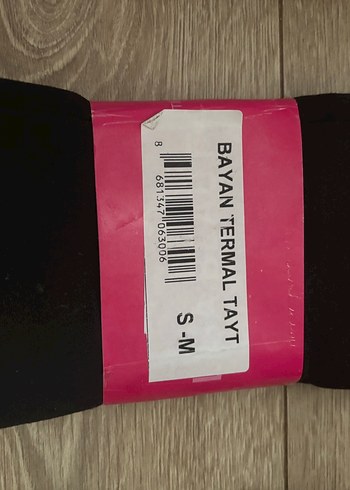 BAYAN TERMAL TAYT
8 681347 063006
S-M